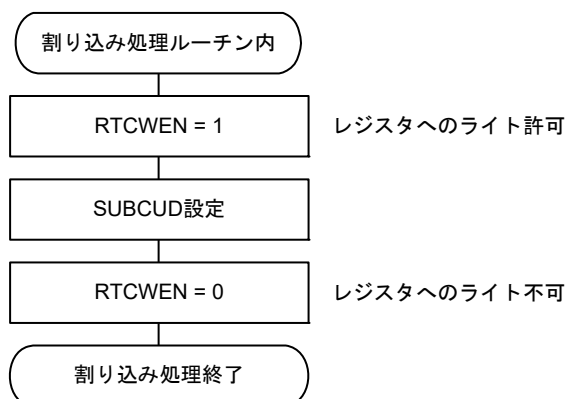 割り込み処理ルーチン内
RTCWEN = 1 レジスタへのライト許可
SUBCUD設定
RTCWEN = 0 レジスタへのライト不可
割り込み処理終了